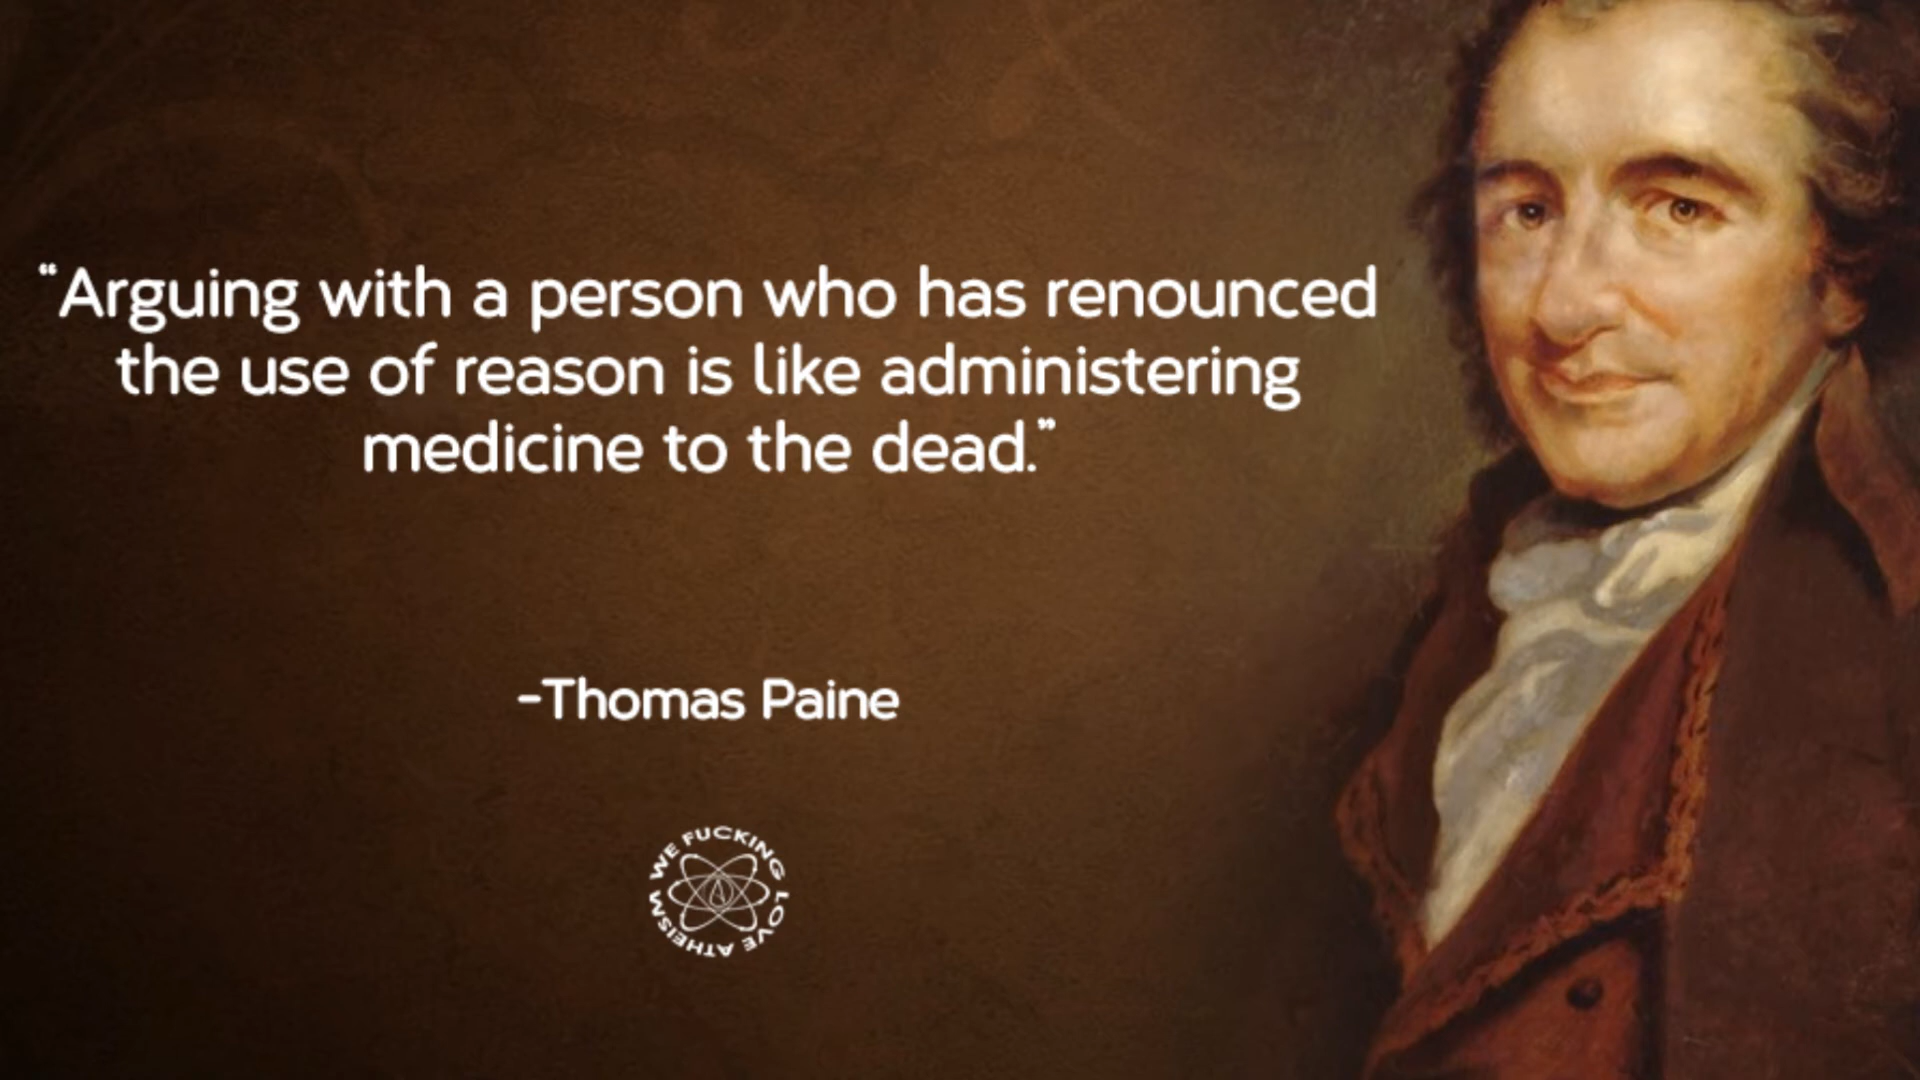 “Arguing with a person who has renounced
the use of reason is like administering
medicine to the dead.”
-Thomas Paine
WE FUCKING LOVE ATHEISM